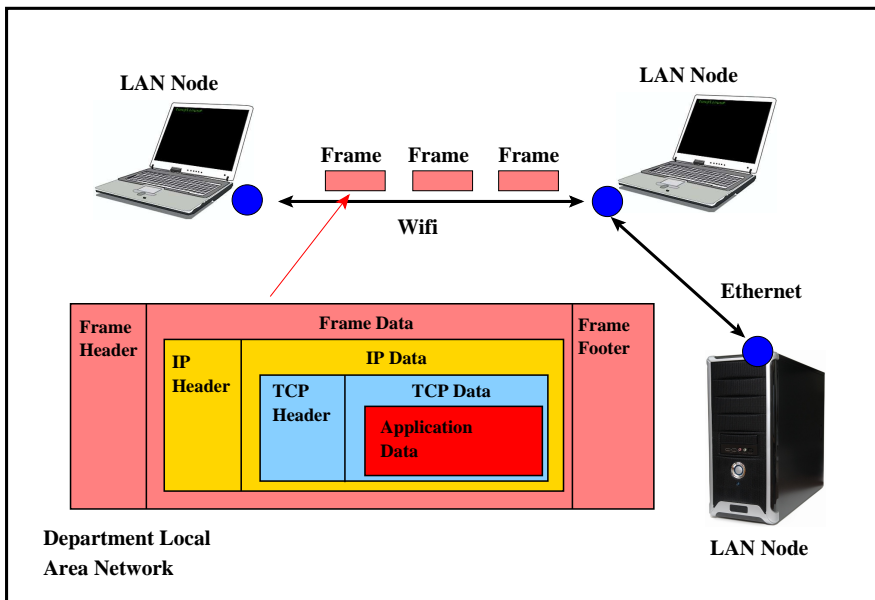 LAN Node
LAN Node
Frame
Frame
Frame
Wifi
Ethernet
Frame
Header
Frame Data
Frame
Footer
IP
Header
IP Data
TCP
Header
TCP Data
Application
Data
Department Local
Area Network
LAN Node